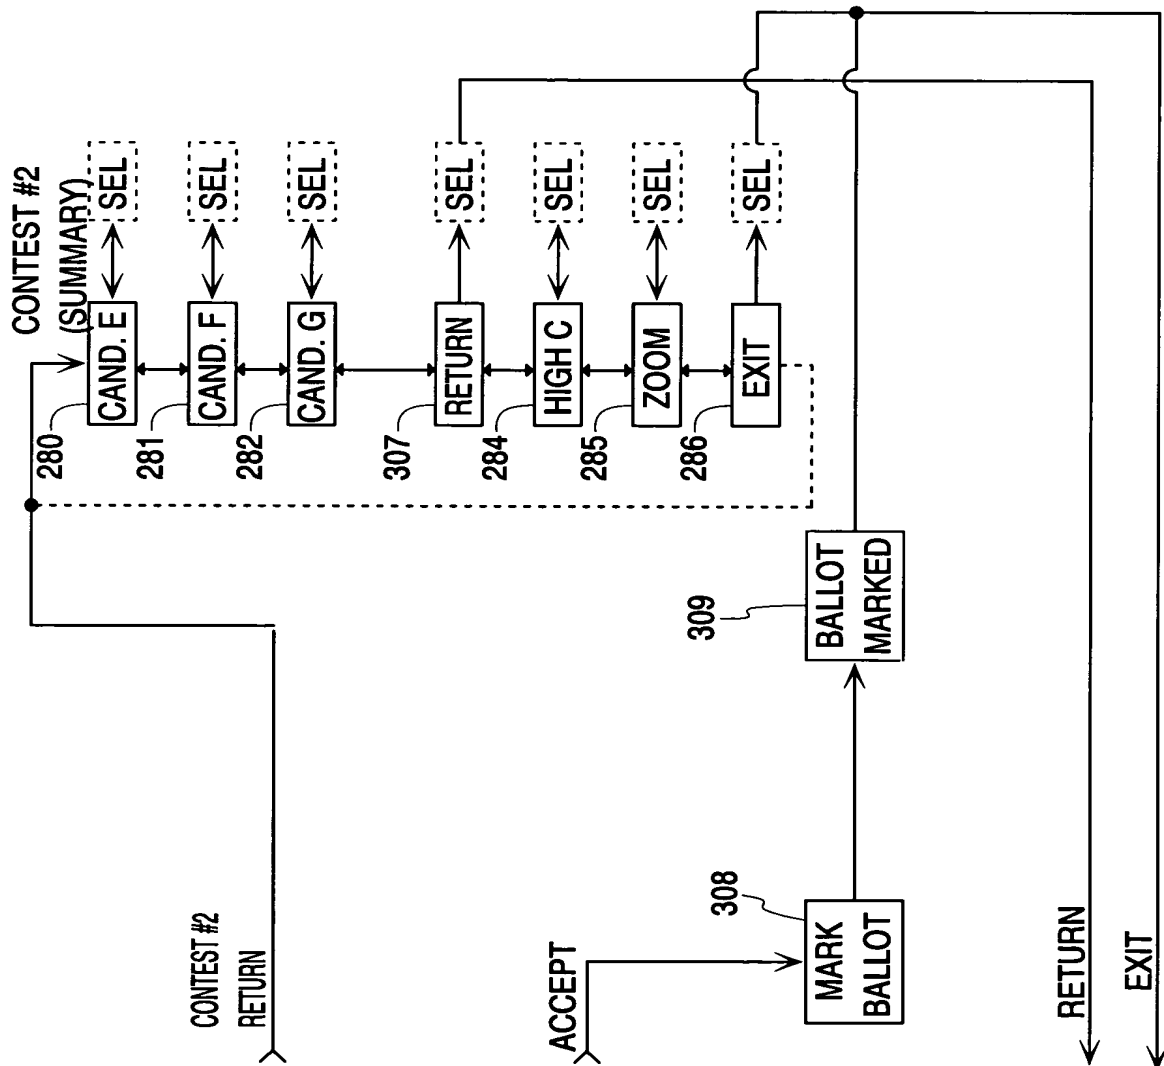 CONTEST #2
(SUMMARY)
280
CAND. E
SEL
281
CAND. F
SEL
282
CAND. G
SEL
307
RETURN
SEL
284
HIGH C
SEL
285
ZOOM
SEL
286
EXIT
SEL
CONTEST #2
RETURN
ACCEPT
308
MARK
BALLOT
309
BALLOT
MARKED
RETURN
EXIT